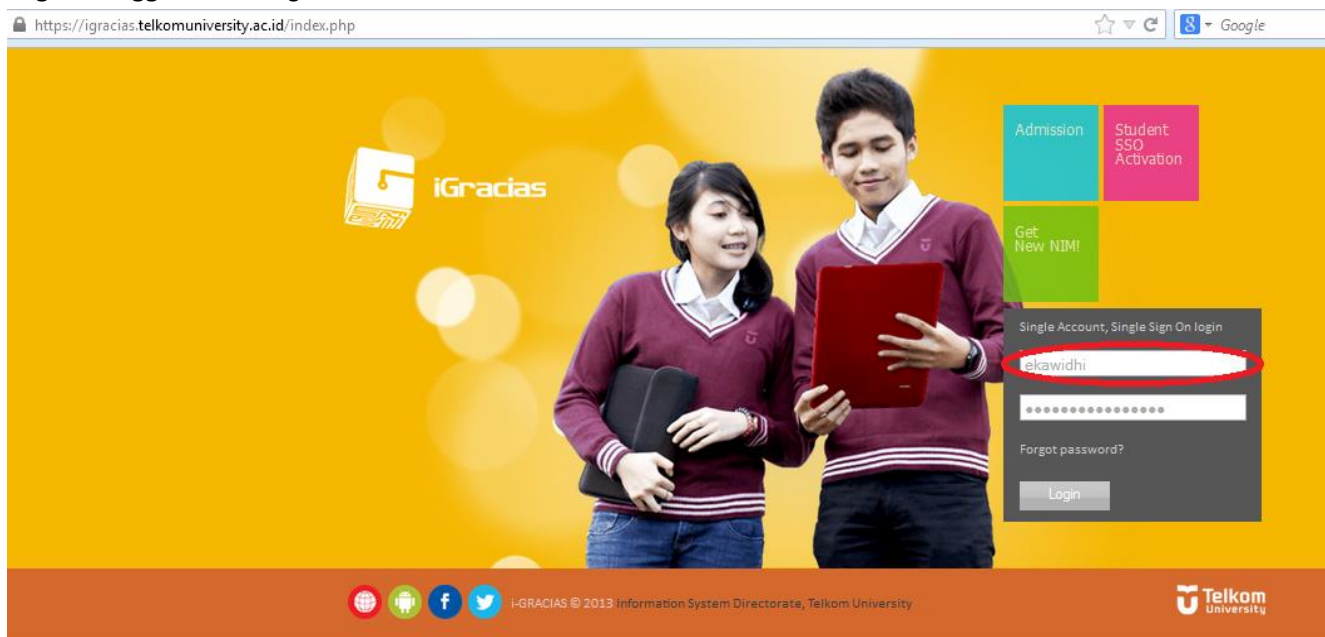 https://igracias.telkomuniversity.ac.id/index.php
Google
Admission
Student
SSO
Activation
iGracias
Get
New NIM!
Single Account, Single Sign On login
ekawidhi
Forgot password?
Login
i-GRACIAS © 2013 Information System Directorate, Telkom University
Telkom
University